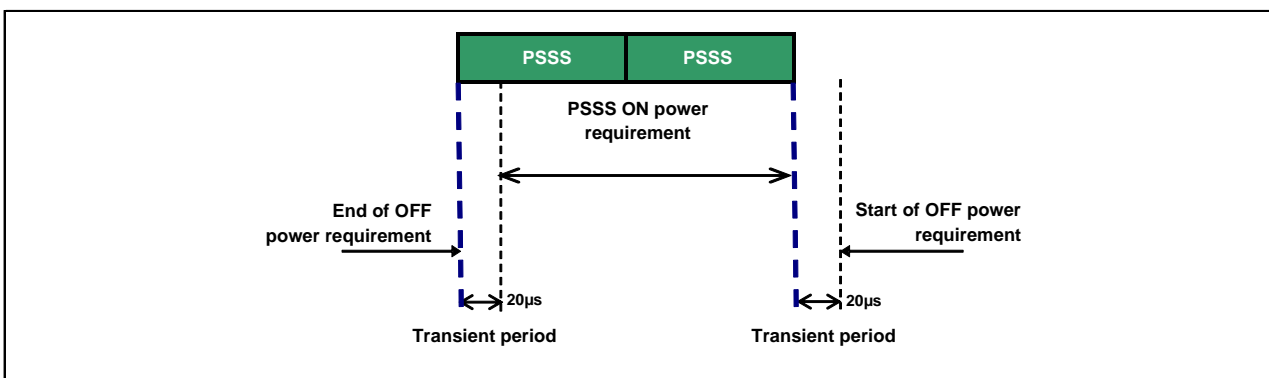 PSSS PSSS
PSSS ON power
requirement
End of OFF
power requirement
Start of OFF power
requirement
20µs
20µs
Transient period
Transient period